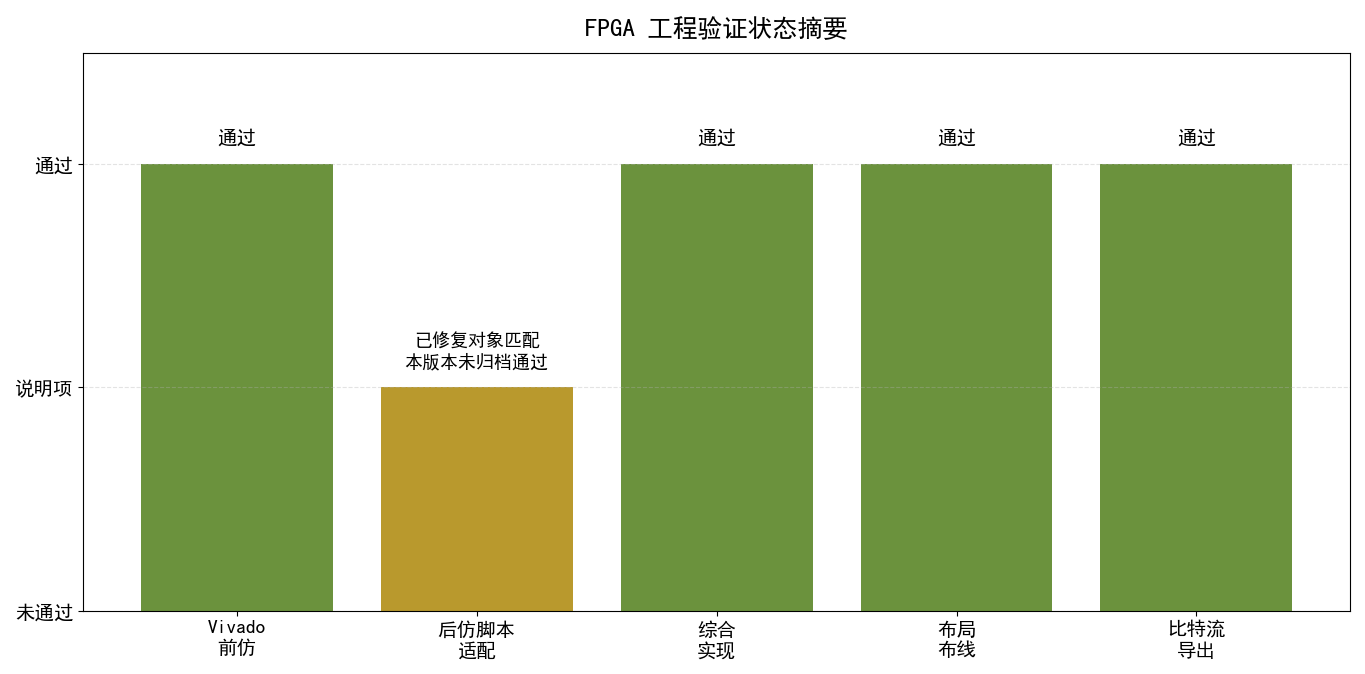 FPGA 工程验证状态摘要
通过
通过
通过
通过
通过
已修复对象匹配
本版本未归档通过
说明项
未通过
Vivado
前仿
后仿脚本
适配
综合
实现
布局
布线
比特流
导出